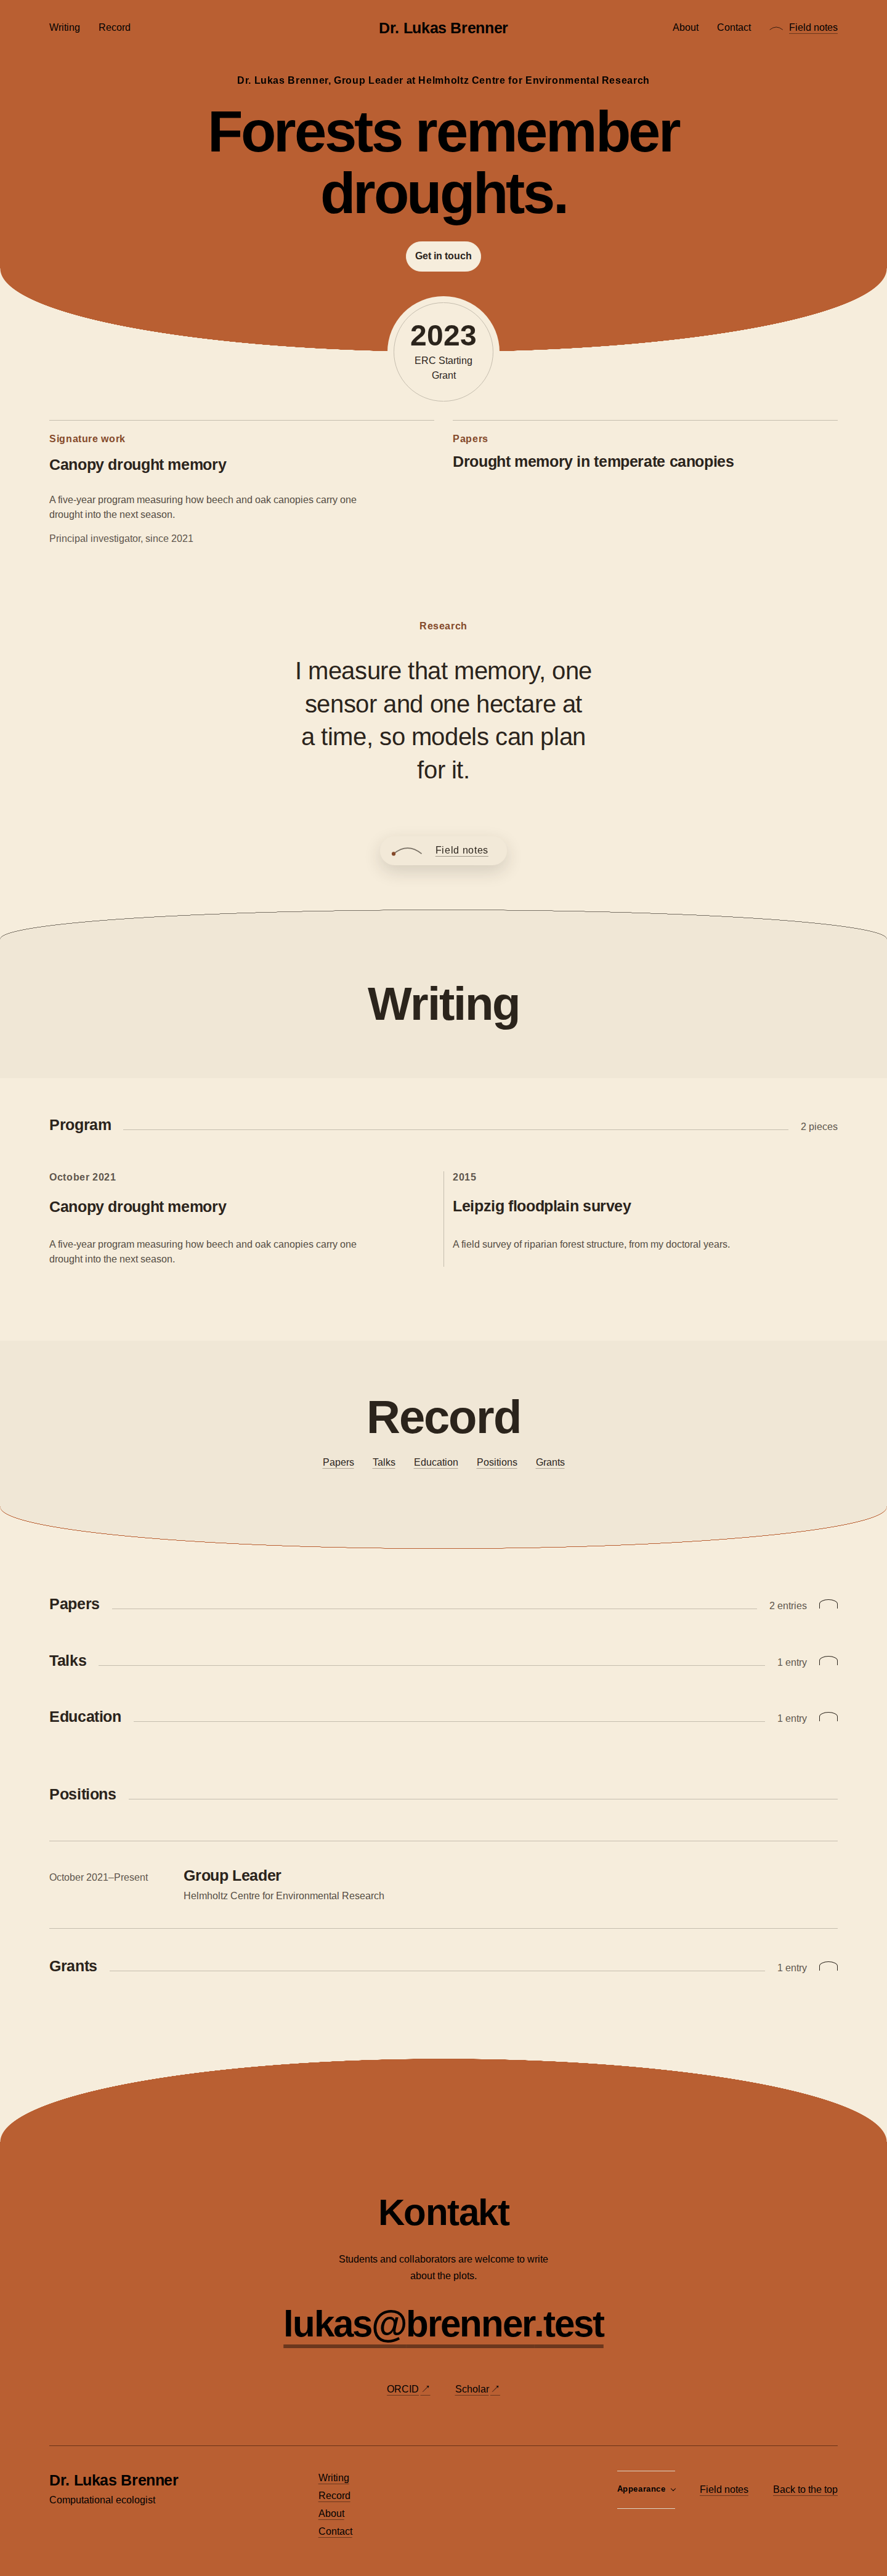 Writing Record Dr. Lukas Brenner About Contact Field notes
Dr. Lukas Brenner, Group Leader at Helmholtz Centre for Environmental Research
Forests remember
droughts.
Get in touch
2023
ERC Starting
Grant
Signature work
Canopy drought memory
A five-year program measuring how beech and oak canopies carry one
drought into the next season.
Principal investigator, since 2021
Papers
Drought memory in temperate canopies
Research
I measure that memory, one
sensor and one hectare at
a time, so models can plan
for it.
Field notes
Writing
Program 2 pieces
October 2021
Canopy drought memory
A five-year program measuring how beech and oak canopies carry one
drought into the next season.
2015
Leipzig floodplain survey
A field survey of riparian forest structure, from my doctoral years.
Record
Papers Talks Education Positions Grants
Papers 2 entries
Talks 1 entry
Education 1 entry
Positions
October 2021–Present Group Leader
Helmholtz Centre for Environmental Research
Grants 1 entry
Kontakt
Students and collaborators are welcome to write
about the plots.
lukas@brenner.test
ORCID ↗ Scholar ↗
Dr. Lukas Brenner
Computational ecologist
Writing
Record
About
Contact
Appearance Field notes Back to the top